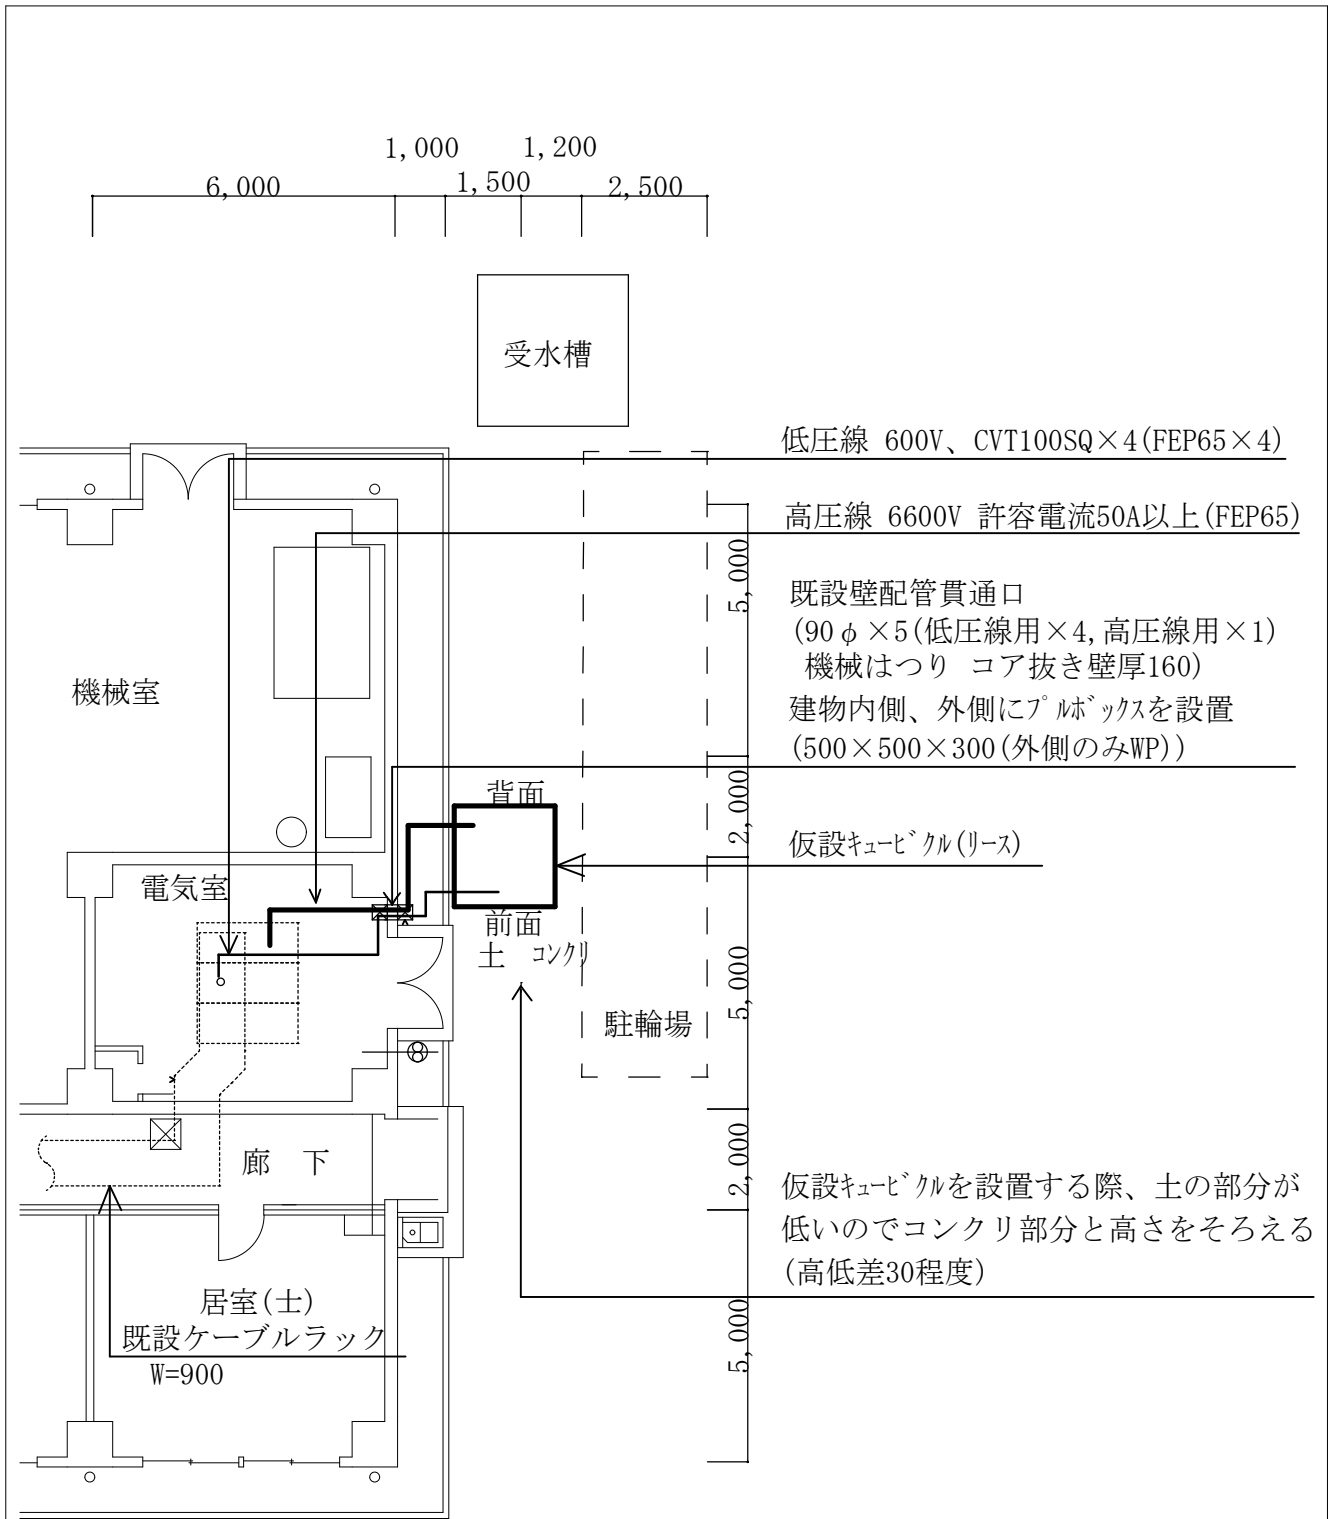 1,000
1,200
6,000
1,500
2,500
受水槽
低圧線 600V、CVT100SQ×4(FEP65×4)
高圧線 6600V 許容電流50A以上(FEP65)
5,000
既設壁配管貫通口
(90φ×5(低圧線用×4,高圧線用×1)
機械はつり コア抜き壁厚160)
機械室
建物内側、外側にﾌﾟﾙﾎﾞｯｸｽを設置
(500×500×300(外側のみWP))
背面
2,000
仮設ｷｭｰﾋﾞｸﾙ(ﾘｰｽ)
電気室
前面
土 ｺﾝｸﾘ
5,000
駐輪場
廊 下
2,000
仮設ｷｭｰﾋﾞｸﾙを設置する際、土の部分が
低いのでコンクリ部分と高さをそろえる
(高低差30程度)
居室(士)
既設ケーブルラック
W=900
5,000